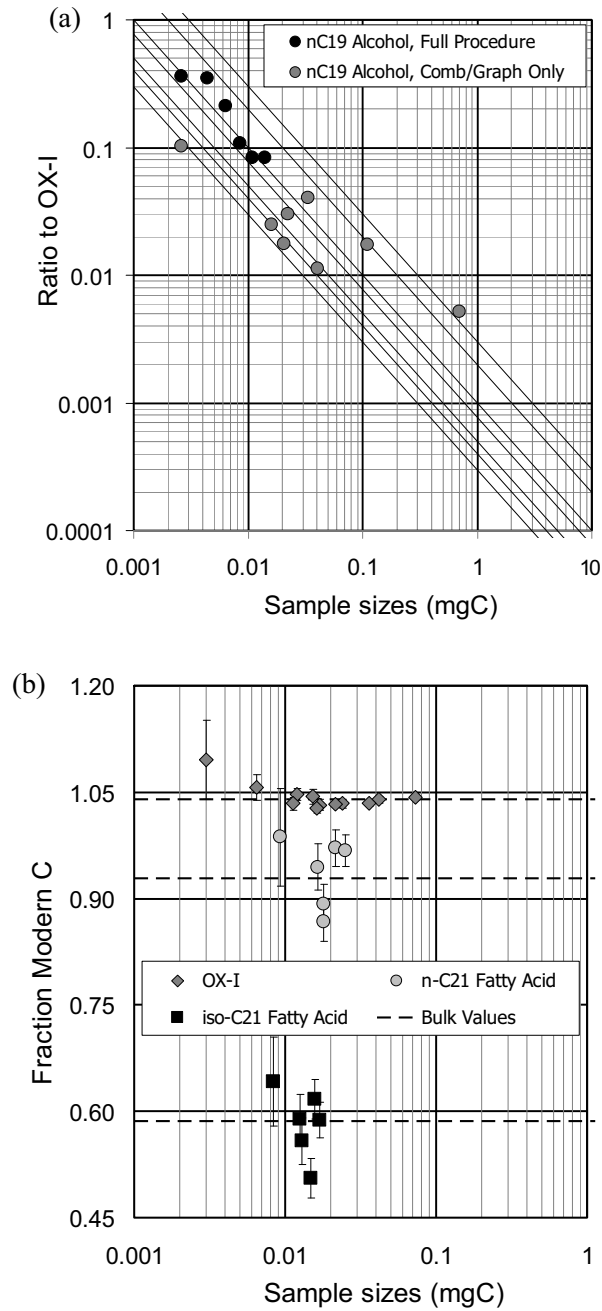 (a)
1
nC19 Alcohol, Full Procedure
nC19 Alcohol, Comb/Graph Only
0.1
0.01
0.001
0.0001
Ratio to OX-I
0.001 0.01 0.1 1 10
Sample sizes (mgC)
(b)
1.20
1.05
0.90
OX-I n-C21 Fatty Acid
iso-C21 Fatty Acid Bulk Values
0.75
0.60
0.45
Fraction Modern C
0.001 0.01 0.1 1
Sample sizes (mgC)